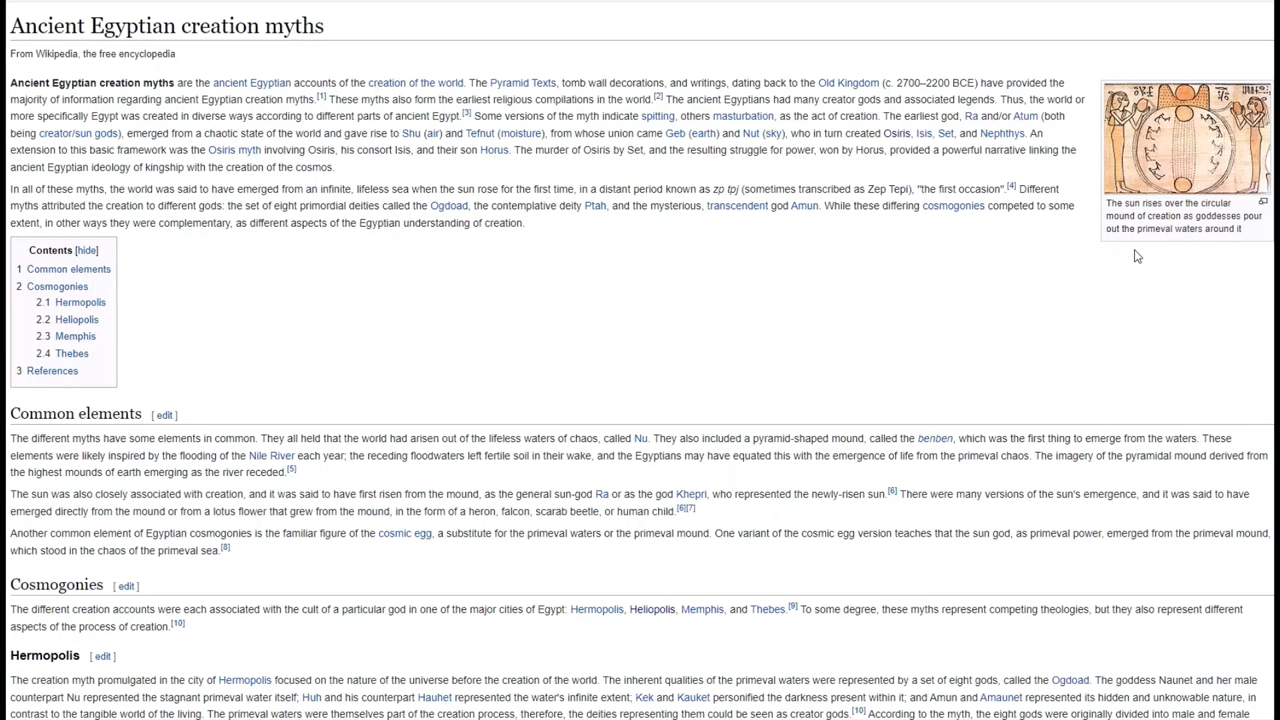 Ancient Egyptian creation myths
From Wikipedia, the free encyclopedia
Ancient Egyptian creation myths are the ancient Egyptian accounts of the creation of the world. The Pyramid Texts, tomb wall decorations, and writings, dating back to the Old Kingdom (c. 2700–2200 BCE) have provided the
majority of information regarding ancient Egyptian creation myths.[1] These myths also form the earliest religious compilations in the world.[2] The ancient Egyptians had many creator gods and associated legends. Thus, the world or
more specifically Egypt was created in diverse ways according to different parts of ancient Egypt.[3] Some versions of the myth indicate spitting, others masturbation, as the act of creation. The earliest god, Ra and/or Atum (both
being creator/sun gods), emerged from a chaotic state of the world and gave rise to Shu (air) and Tefnut (moisture), from whose union came Geb (earth) and Nut (sky), who in turn created Osiris, Isis, Set, and Nephthys. An
extension to this basic framework was the Osiris myth involving Osiris, his consort Isis, and their son Horus. The murder of Osiris by Set, and the resulting struggle for power, won by Horus, provided a powerful narrative linking the
ancient Egyptian ideology of kingship with the creation of the cosmos.
In all of these myths, the world was said to have emerged from an infinite, lifeless sea when the sun rose for the first time, in a distant period known as zp tpj (sometimes transcribed as Zep Tepi), "the first occasion".[4] Different
myths attributed the creation to different gods: the set of eight primordial deities called the Ogdoad, the contemplative deity Ptah, and the mysterious, transcendent god Amun. While these differing cosmogonies competed to some
extent, in other ways they were complementary, as different aspects of the Egyptian understanding of creation.
The sun rises over the circular
mound of creation as goddesses pour
out the primeval waters around it
Contents [hide]
1 Common elements
2 Cosmogonies
2.1 Hermopolis
2.2 Heliopolis
2.3 Memphis
2.4 Thebes
3 References
Common elements [ edit ]
The different myths have some elements in common. They all held that the world had arisen out of the lifeless waters of chaos, called Nu. They also included a pyramid-shaped mound, called the benben, which was the first thing to emerge from the waters. These
elements were likely inspired by the flooding of the Nile River each year; the receding floodwaters left fertile soil in their wake, and the Egyptians may have equated this with the emergence of life from the primeval chaos. The imagery of the pyramidal mound derived from
the highest mounds of earth emerging as the river receded.[5]
The sun was also closely associated with creation, and it was said to have first risen from the mound, as the general sun-god Ra or as the god Khepri, who represented the newly-risen sun.[6] There were many versions of the sun's emergence, and it was said to have
emerged directly from the mound or from a lotus flower that grew from the mound, in the form of a heron, falcon, scarab beetle, or human child.[6][7]
Another common element of Egyptian cosmogonies is the familiar figure of the cosmic egg, a substitute for the primeval waters or the primeval mound. One variant of the cosmic egg version teaches that the sun god, as primeval power, emerged from the primeval mound,
which stood in the chaos of the primeval sea.[8]
Cosmogonies [ edit ]
The different creation accounts were each associated with the cult of a particular god in one of the major cities of Egypt: Hermopolis, Heliopolis, Memphis, and Thebes.[9] To some degree, these myths represent competing theologies, but they also represent different
aspects of the process of creation.[10]
Hermopolis [ edit ]
The creation myth promulgated in the city of Hermopolis focused on the nature of the universe before the creation of the world. The inherent qualities of the primeval waters were represented by a set of eight gods, called the Ogdoad. The goddess Naunet and her male
counterpart Nu represented the stagnant primeval water itself; Huh and his counterpart Hauhet represented the water's infinite extent; Kek and Kauket personified the darkness present within it; and Amun and Amaunet represented its hidden and unknowable nature, in
contrast to the tangible world of the living. The primeval waters were themselves part of the creation process, therefore, the deities representing them could be seen as creator gods.[10] According to the myth, the eight gods were originally divided into male and female